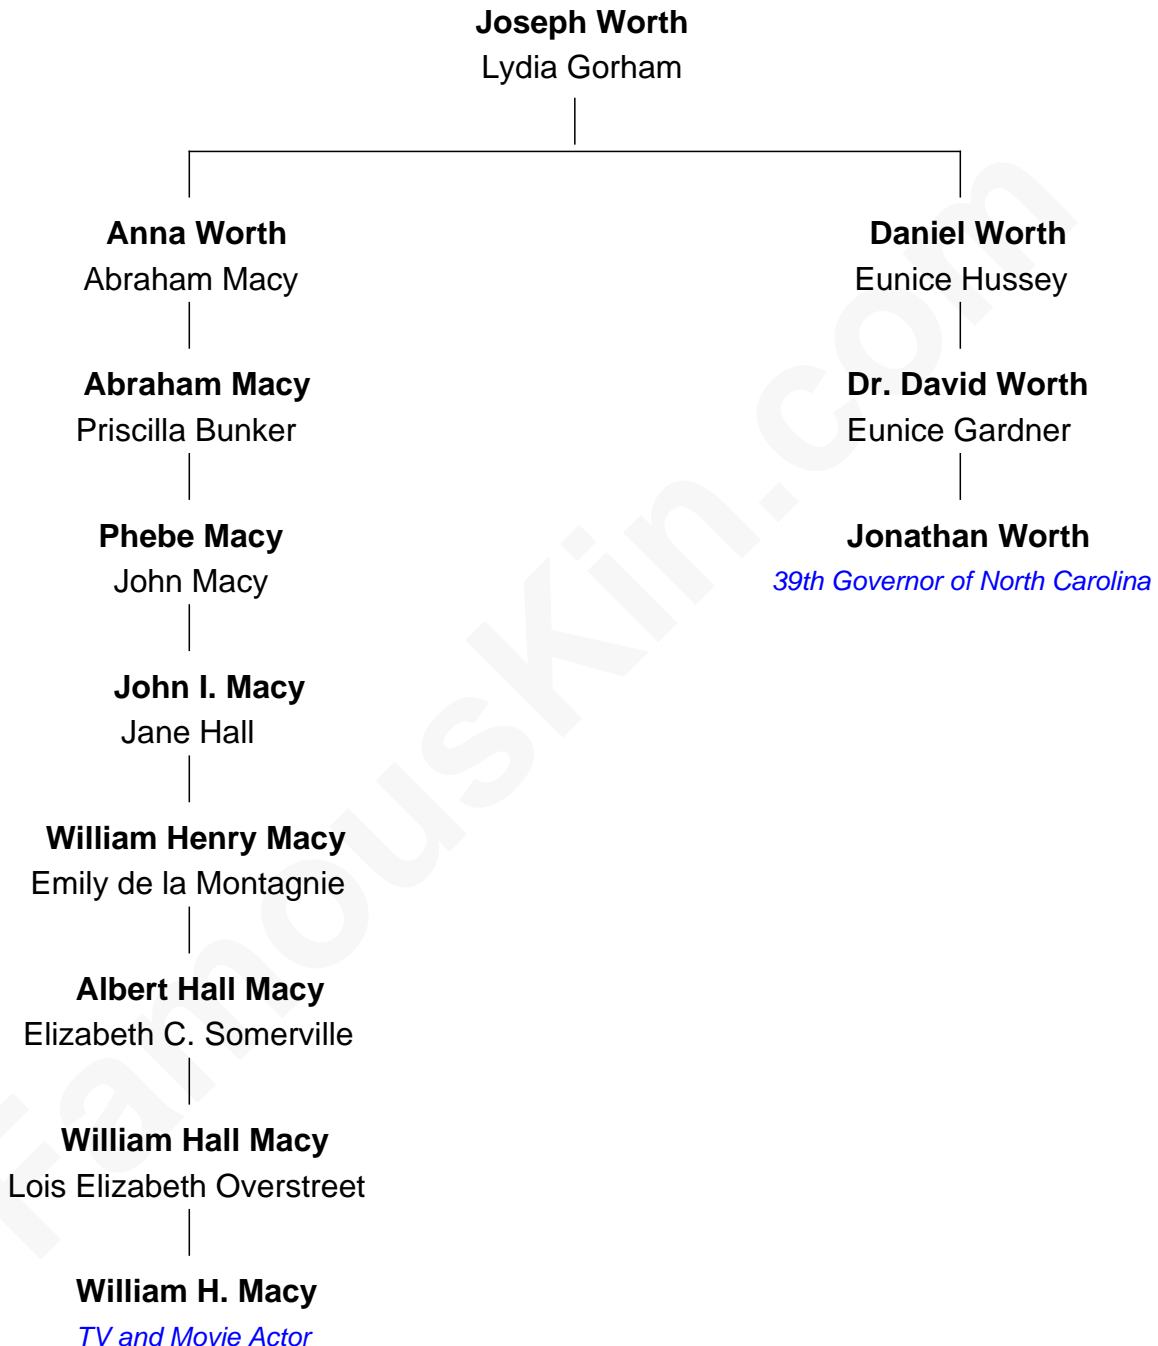 Joseph Worth
Lydia Gorham
Anna Worth
Abraham Macy
Daniel Worth
Eunice Hussey
Abraham Macy
Priscilla Bunker
Dr. David Worth
Eunice Gardner
Phebe Macy
John Macy
Jonathan Worth
39th Governor of North Carolina
John I. Macy
Jane Hall
William Henry Macy
Emily de la Montagnie
Albert Hall Macy
Elizabeth C. Somerville
William Hall Macy
Lois Elizabeth Overstreet
William H. Macy
TV and Movie Actor
FamousKin.com